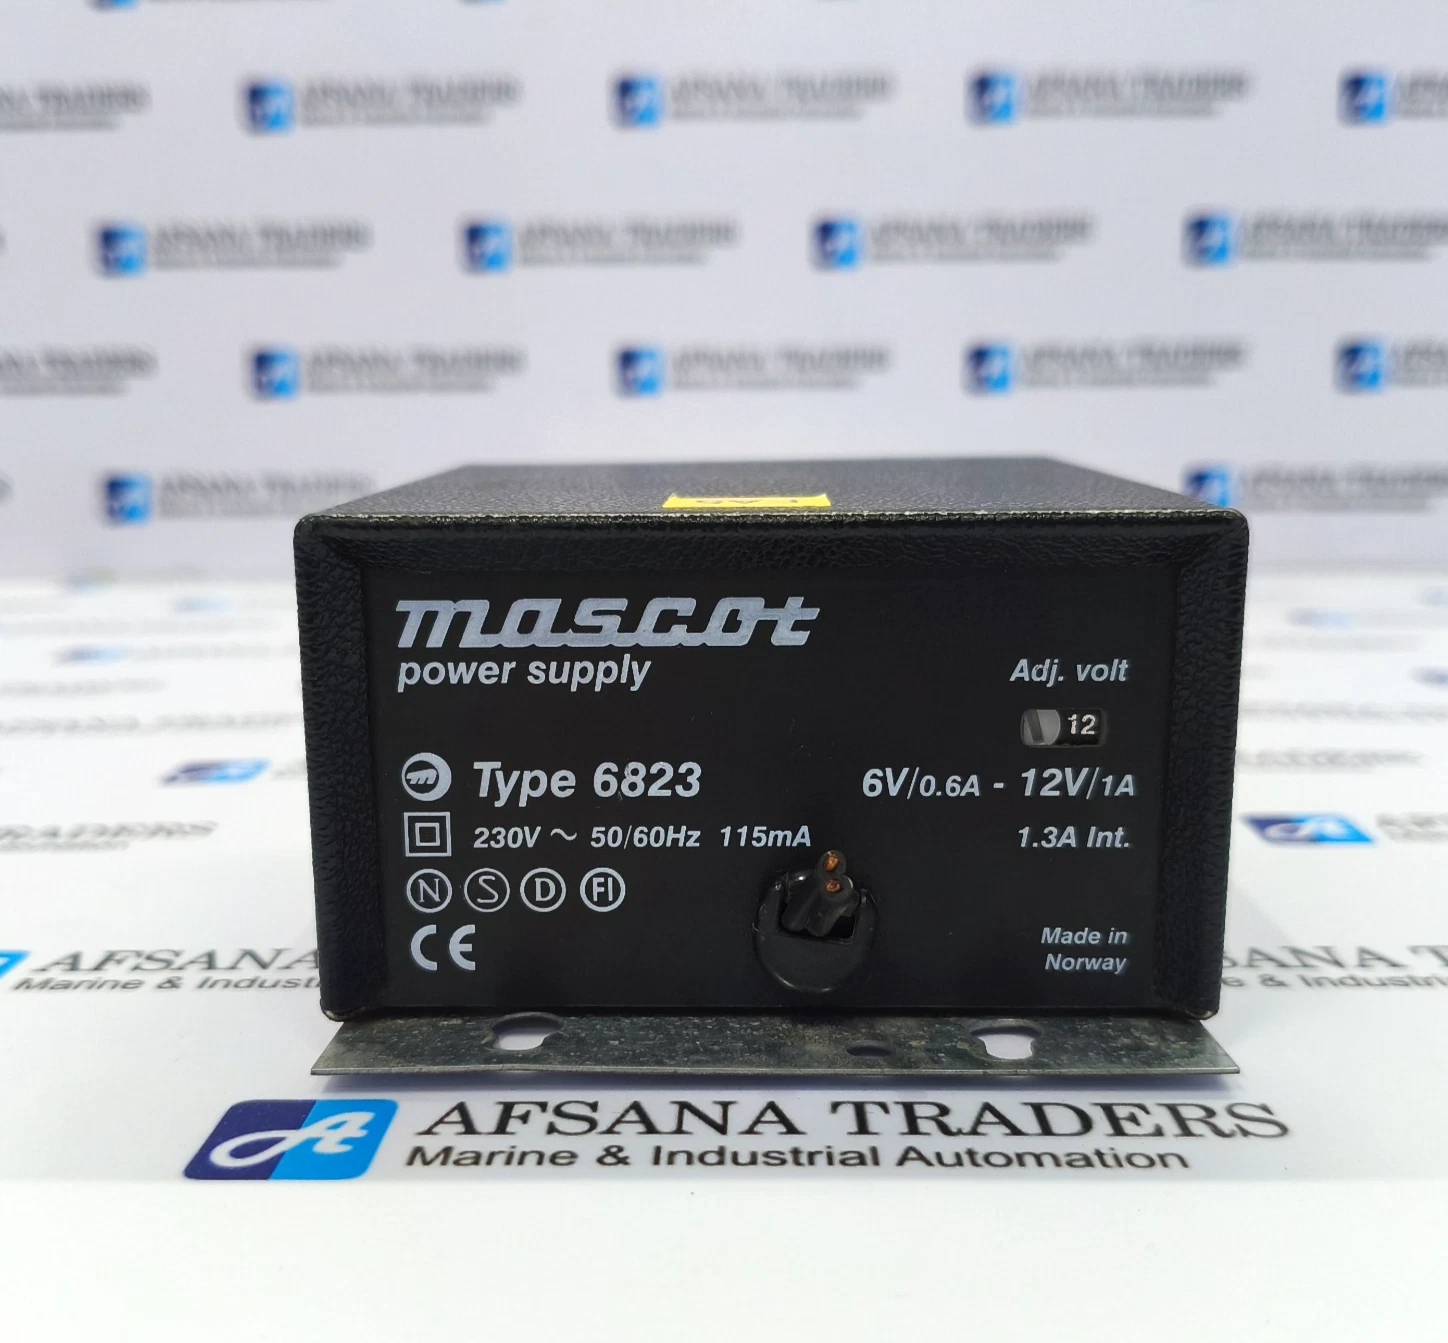 mascot
power supply
Adj. volt
12
Type 6823
6V/0.6A - 12V/1A
230V ~ 50/60Hz 115mA
1.3A Int.
N S D FI
CE
Made in
Norway
AFSANA TRADERS
Marine & Industrial Automation